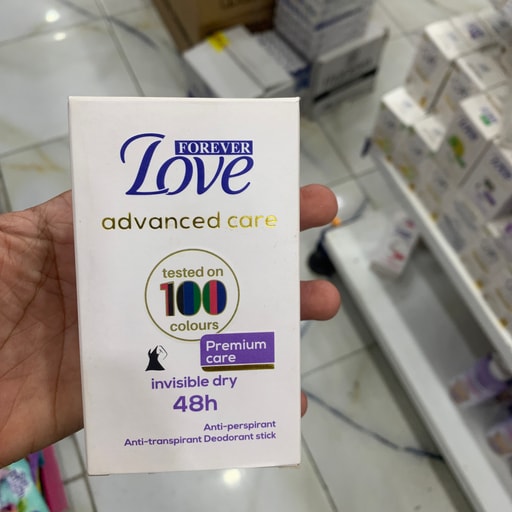 FOREVER
Love
advanced care
tested on
100
colours
Premium
care
invisible dry
48h
Anti-perspirant
Anti-transpirant Deodorant stick